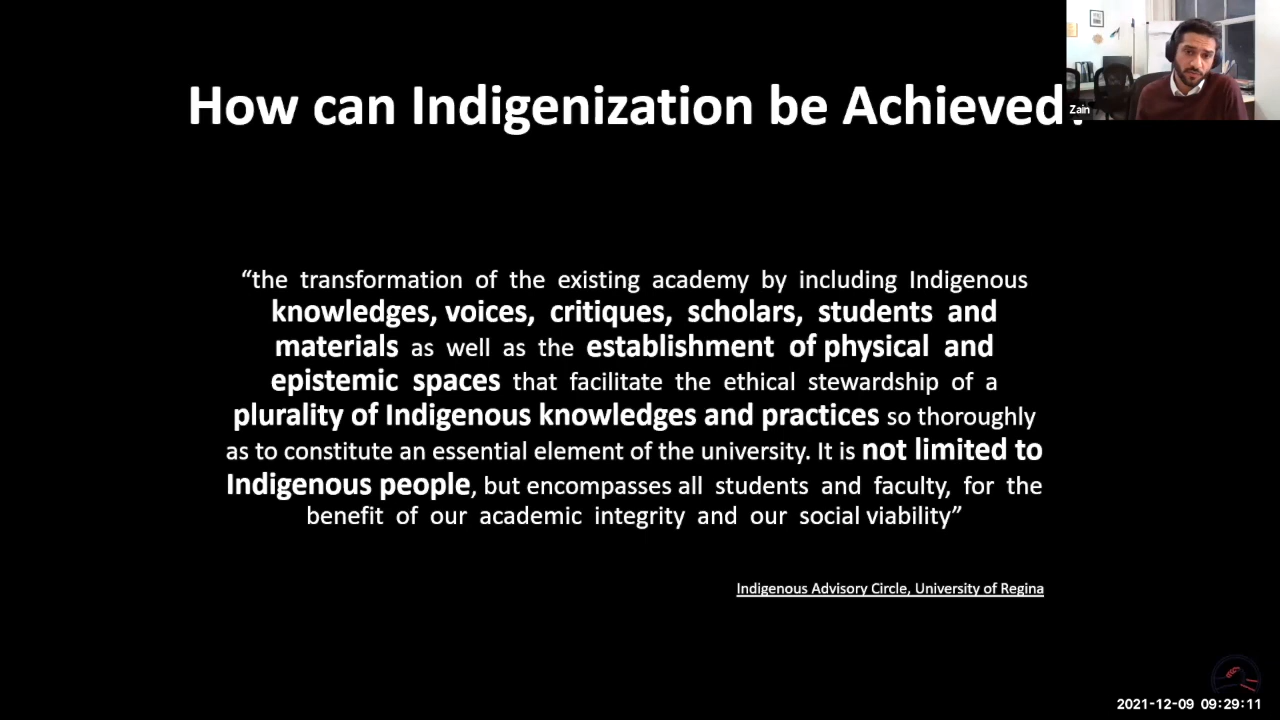 How can Indigenization be Achieved?
Zain
“the transformation of the existing academy by including Indigenous
knowledges, voices, critiques, scholars, students and
materials as well as the establishment of physical and
epistemic spaces that facilitate the ethical stewardship of a
plurality of Indigenous knowledges and practices so thoroughly
as to constitute an essential element of the university. It is not limited to
Indigenous people, but encompasses all students and faculty, for the
benefit of our academic integrity and our social viability”
Indigenous Advisory Circle, University of Regina
2021-12-09 09:29:11